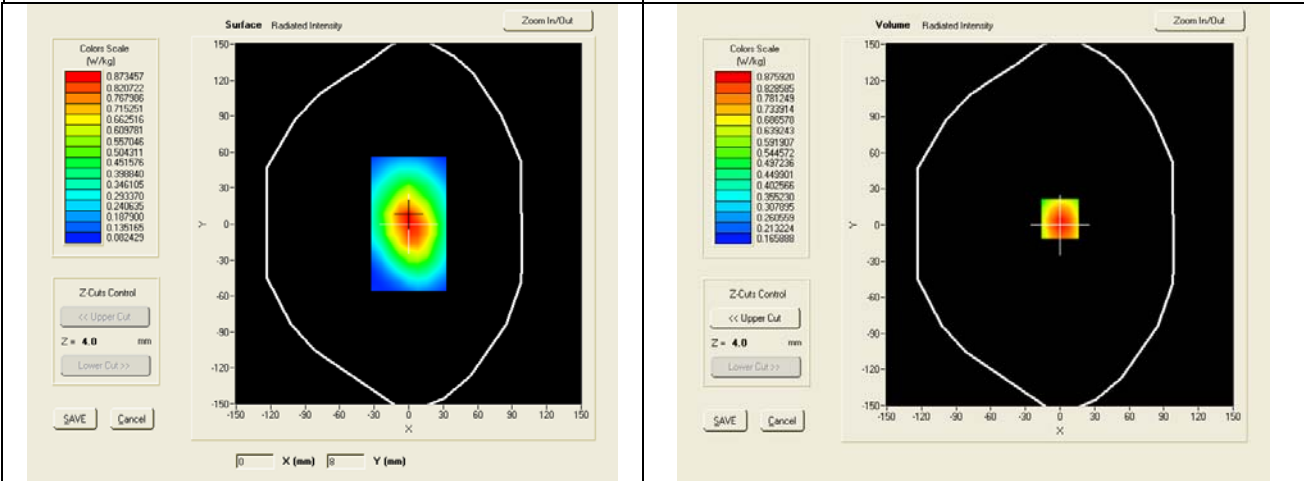 Surface Radiated Intensity
Zoom In/Out
Colors Scale
(W/kg)
0.873457
0.820722
0.767986
0.715251
0.662516
0.609781
0.557046
0.504311
0.451576
0.398840
0.346105
0.293370
0.240635
0.187900
0.135165
0.082429
Z-Cuts Control
<< Upper Cut
Z = 4.0 mm
Lower Cut >>
SAVE Cancel
150
120
90
60
30
0
-30
-60
-90
-120
-150
Y
-150 -120 -90 -60 -30 0 30 60 90 120 150
X
0 X (mm) 8 Y (mm)
Volume Radiated Intensity
Zoom In/Out
Colors Scale
(W/kg)
0.875920
0.828585
0.781249
0.733914
0.686578
0.639243
0.591907
0.544572
0.497236
0.449901
0.402566
0.355230
0.307895
0.260559
0.213224
0.165888
Z-Cuts Control
<< Upper Cut
Z = 4.0 mm
Lower Cut >>
SAVE Cancel
150
120
90
60
30
0
-30
-60
-90
-120
-150
Y
-150 -120 -90 -60 -30 0 30 60 90 120 150
X